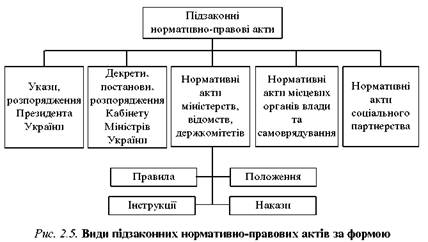 Підзаконні
нормативно-правові акти
Укази,
розпорядження
Президента
України
Декрети.
постанови.
розпорядження
Кабінету
Міністрів
України
Нормативні
акти
міністерств,
відомств,
держкомітетів
Нормативні
акти місцевих
органів влади
та
самоврядування
Нормативні
акти
соціального
партнерства
Правила
Положення
Інструкції
Накази
Рис. 2.5. Види підзаконних нормативно-правових актів за формою